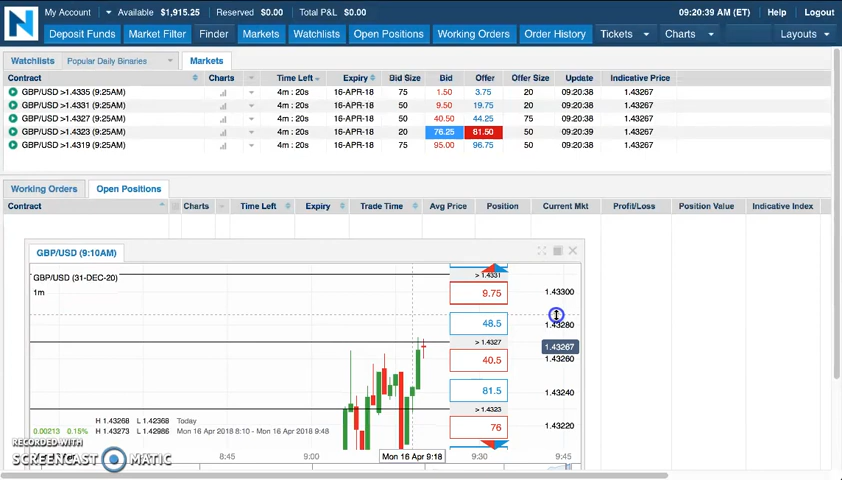 N My Account Available $1,915.25 Reserved $0.00 Total P&L $0.00 09:20:39 AM (ET) Help Logout
Deposit Funds Market Filter Finder Markets Watchlists Open Positions Working Orders Order History Tickets Charts Layouts
Watchlists Popular Daily Binaries Markets
Contract Charts Time Left Expiry Bid Size Bid Offer Offer Size Update Indicative Price
GBP/USD >1.4335 (9:25AM) 4m : 20s 16-APR-18 75 1.50 3.75 20 09:20:38 1.43267
GBP/USD >1.4331 (9:25AM) 4m : 20s 16-APR-18 50 9.50 19.75 50 09:20:38 1.43267
GBP/USD >1.4327 (9:25AM) 4m : 20s 16-APR-18 50 40.50 44.25 75 09:20:38 1.43267
GBP/USD >1.4323 (9:25AM) 4m : 20s 16-APR-18 20 76.25 81.50 50 09:20:39 1.43267
GBP/USD >1.4319 (9:25AM) 4m : 20s 16-APR-18 75 95.00 96.75 50 09:20:38 1.43267
Working Orders Open Positions
Contract Charts Time Left Expiry Trade Time Avg Price Position Current Mkt Profit/Loss Position Value Indicative Index
GBP/USD (9:10AM)
GBP/USD (31-DEC-20) > 1.4331
1m 9.75 1.43300
48.5 1.43280
> 1.4327 1.43267
40.5 1.43260
81.5 1.43240
> 1.4323
H 1.43268 L 1.42368 Today
0.00213 0.15% H 1.43273 L 1.42986 Mon 16 Apr 2018 8:10 - Mon 16 Apr 2018 9:48 76 1.43220
RECORDED WITH
SCREENCAST MATIC 8:45 9:00 Mon 16 Apr 9:18 9:30 9:45